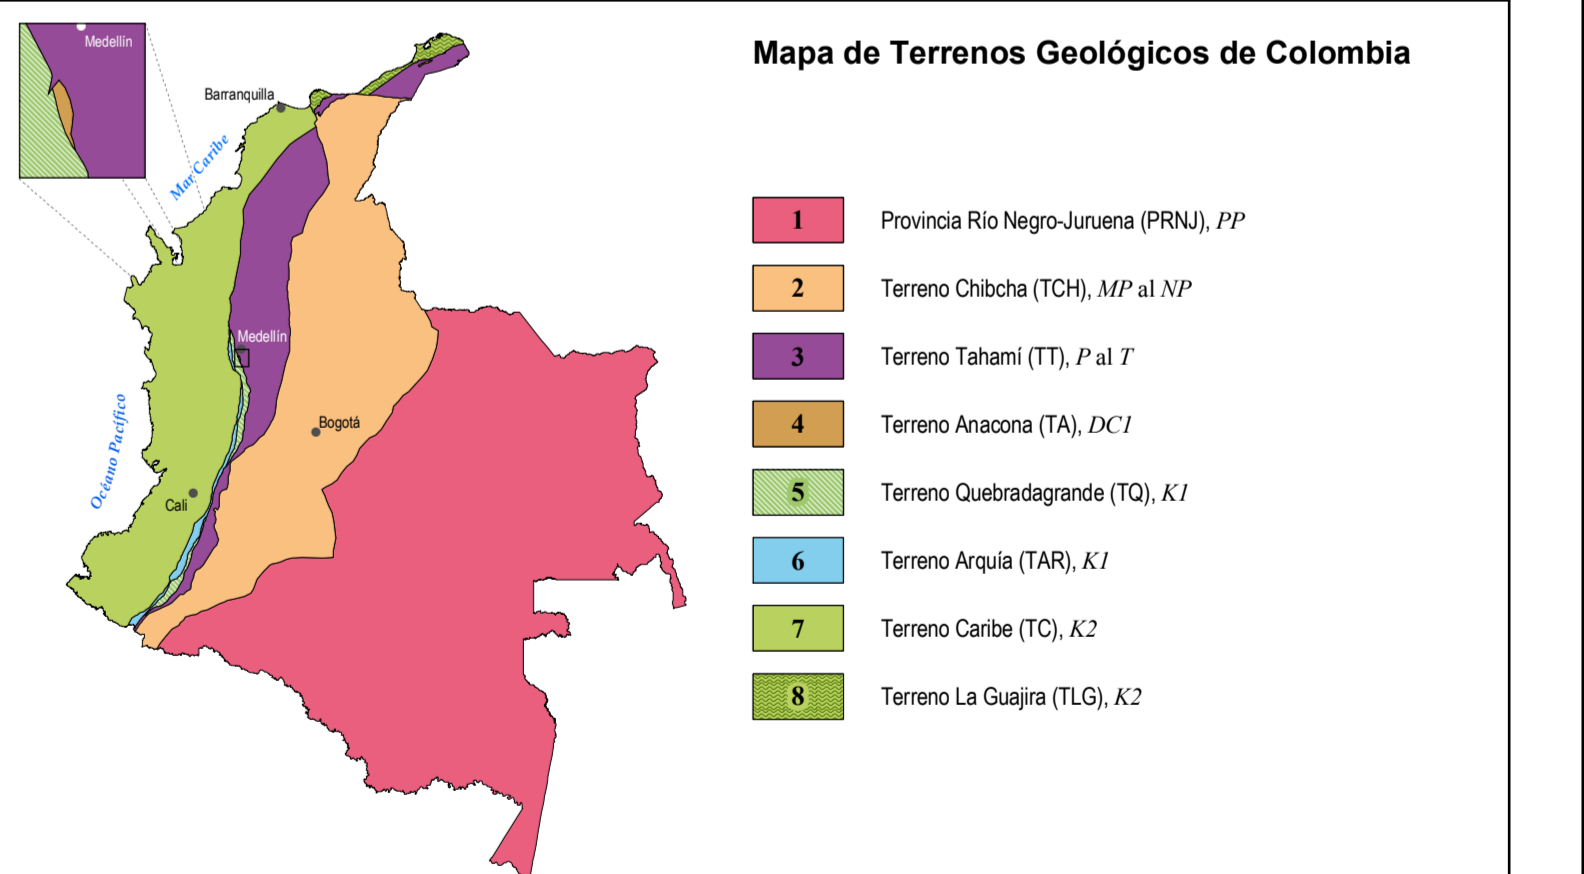 Mapa de Terrenos Geológicos de Colombia
Medellín
Barranquilla
Mar Caribe
Medellín
Bogotá
Océano Pacífico
Cali
1 Provincia Río Negro-Juruena (PRNJ), PP
2 Terreno Chibcha (TCH), MP al NP
3 Terreno Tahamí (TT), P al T
4 Terreno Anacona (TA), DC1
5 Terreno Quebradagrande (TQ), K1
6 Terreno Arquía (TAR), K1
7 Terreno Caribe (TC), K2
8 Terreno La Guajira (TLG), K2